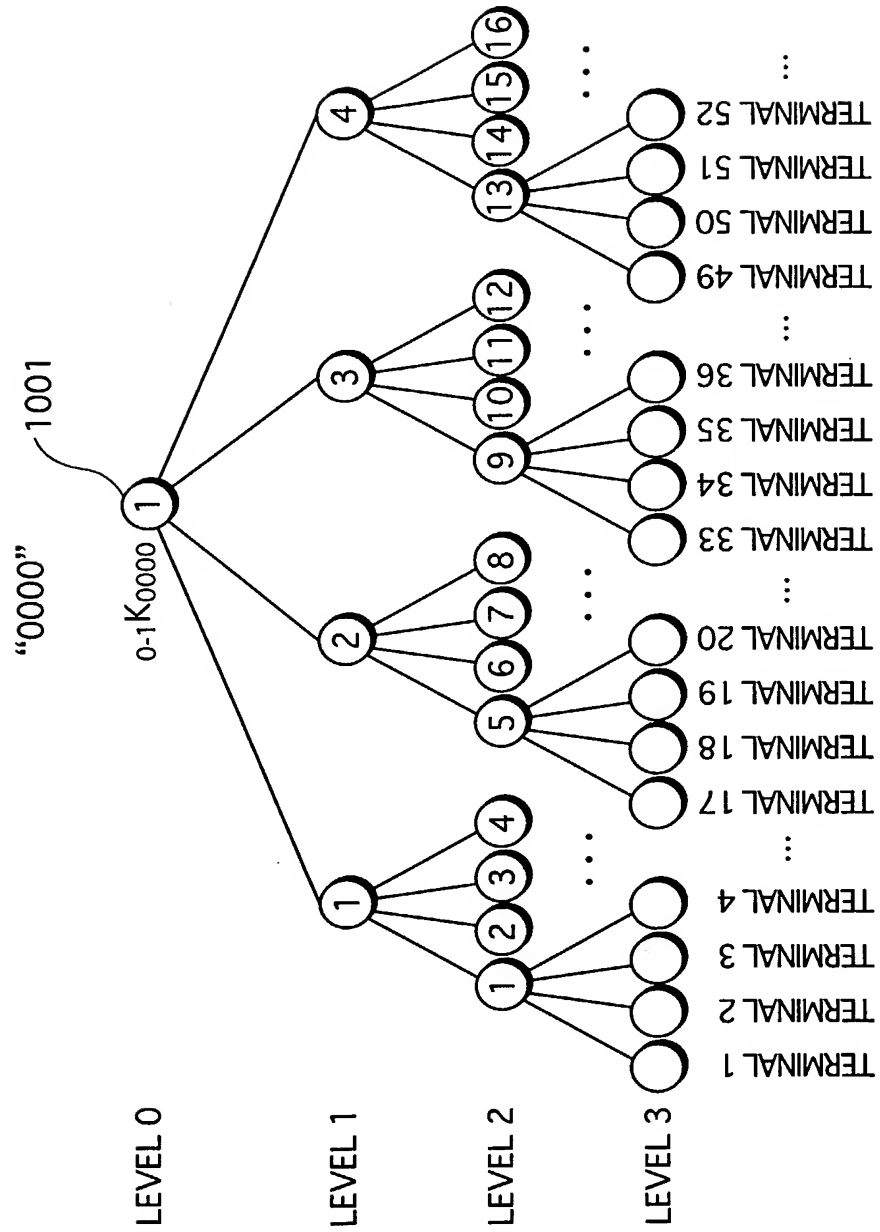 "0000"
1001
0-1K0000
LEVEL 0
1
LEVEL 1
1
2
3
4
LEVEL 2
1
2
3
4
5
6
7
8
9
10
11
12
13
14
15
16
...
...
...
...
LEVEL 3
TERMINAL 1
TERMINAL 2
TERMINAL 3
TERMINAL 4
...
TERMINAL 17
TERMINAL 18
TERMINAL 19
TERMINAL 20
...
TERMINAL 33
TERMINAL 34
TERMINAL 35
TERMINAL 36
...
TERMINAL 49
TERMINAL 50
TERMINAL 51
TERMINAL 52
...